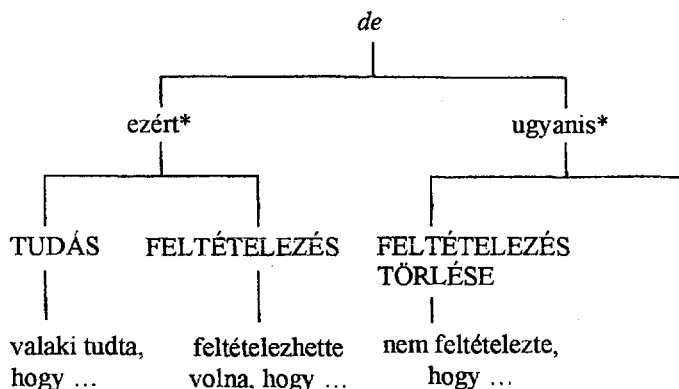 de
ezért*
ugyanis*
TUDÁS
FELTÉTELEZÉS
FELTÉTELEZÉS
TÖRLÉSE
valaki tudta,
hogy ...
feltételezhette
volna, hogy ...
nem feltételezte,
hogy ...